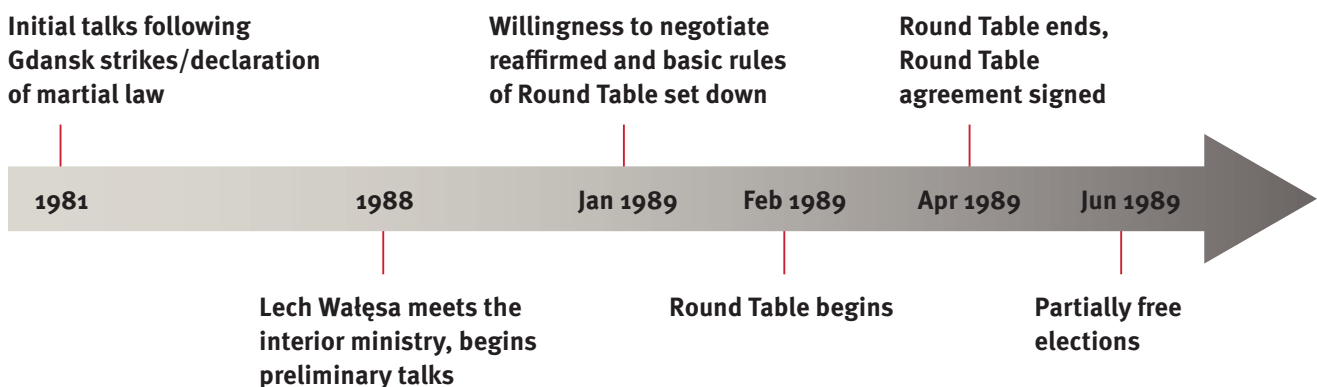 Initial talks following
Gdansk strikes/declaration
of martial law
Willingness to negotiate
reaffirmed and basic rules
of Round Table set down
Round Table ends,
Round Table
agreement signed
1981
1988
Jan 1989
Feb 1989
Apr 1989
Jun 1989
Lech Wałęsa meets the
interior ministry, begins
preliminary talks
Round Table begins
Partially free
elections